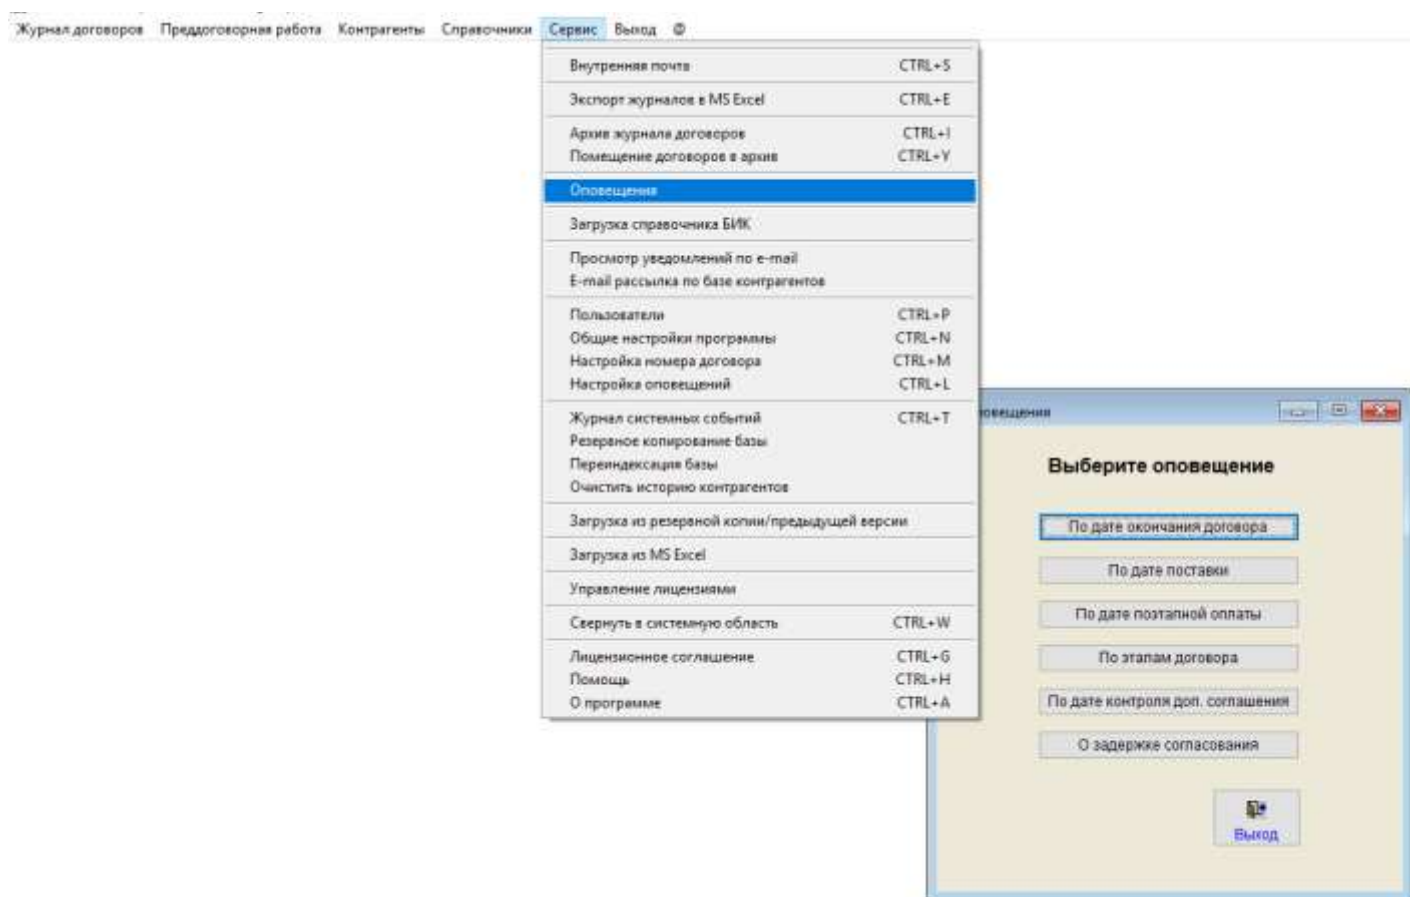 Журнал договоров Преддоговорная работа Контрагенты Справочники Сервис Выход
Внутренняя почта CTRL+S
Экспорт журналов в MS Excel CTRL+E
Архив журнала договоров CTRL+I
Помещение договоров в архив CTRL+Y
Оповещения
Загрузка справочника БИК
Просмотр уведомлений по e-mail
E-mail рассылка по базе контрагентов
Пользователи CTRL+P
Общие настройки программы CTRL+N
Настройка номера договора CTRL+M
Настройка оповещений CTRL+L
Журнал системных событий CTRL+T
Резервное копирование базы
Переиндексация базы
Очистить историю контрагентов
Загрузка из резервной копии/предыдущей версии
Загрузка из MS Excel
Управление лицензиями
Свернуть в системную область CTRL+W
Лицензионное соглашение CTRL+G
Помощь CTRL+H
О программе CTRL+A
овещения
Выберите оповещение
По дате окончания договора
По дате поставки
По дате поэтапной оплаты
По этапам договора
По дате контроля доп. соглашения
О задержке согласования
Выход